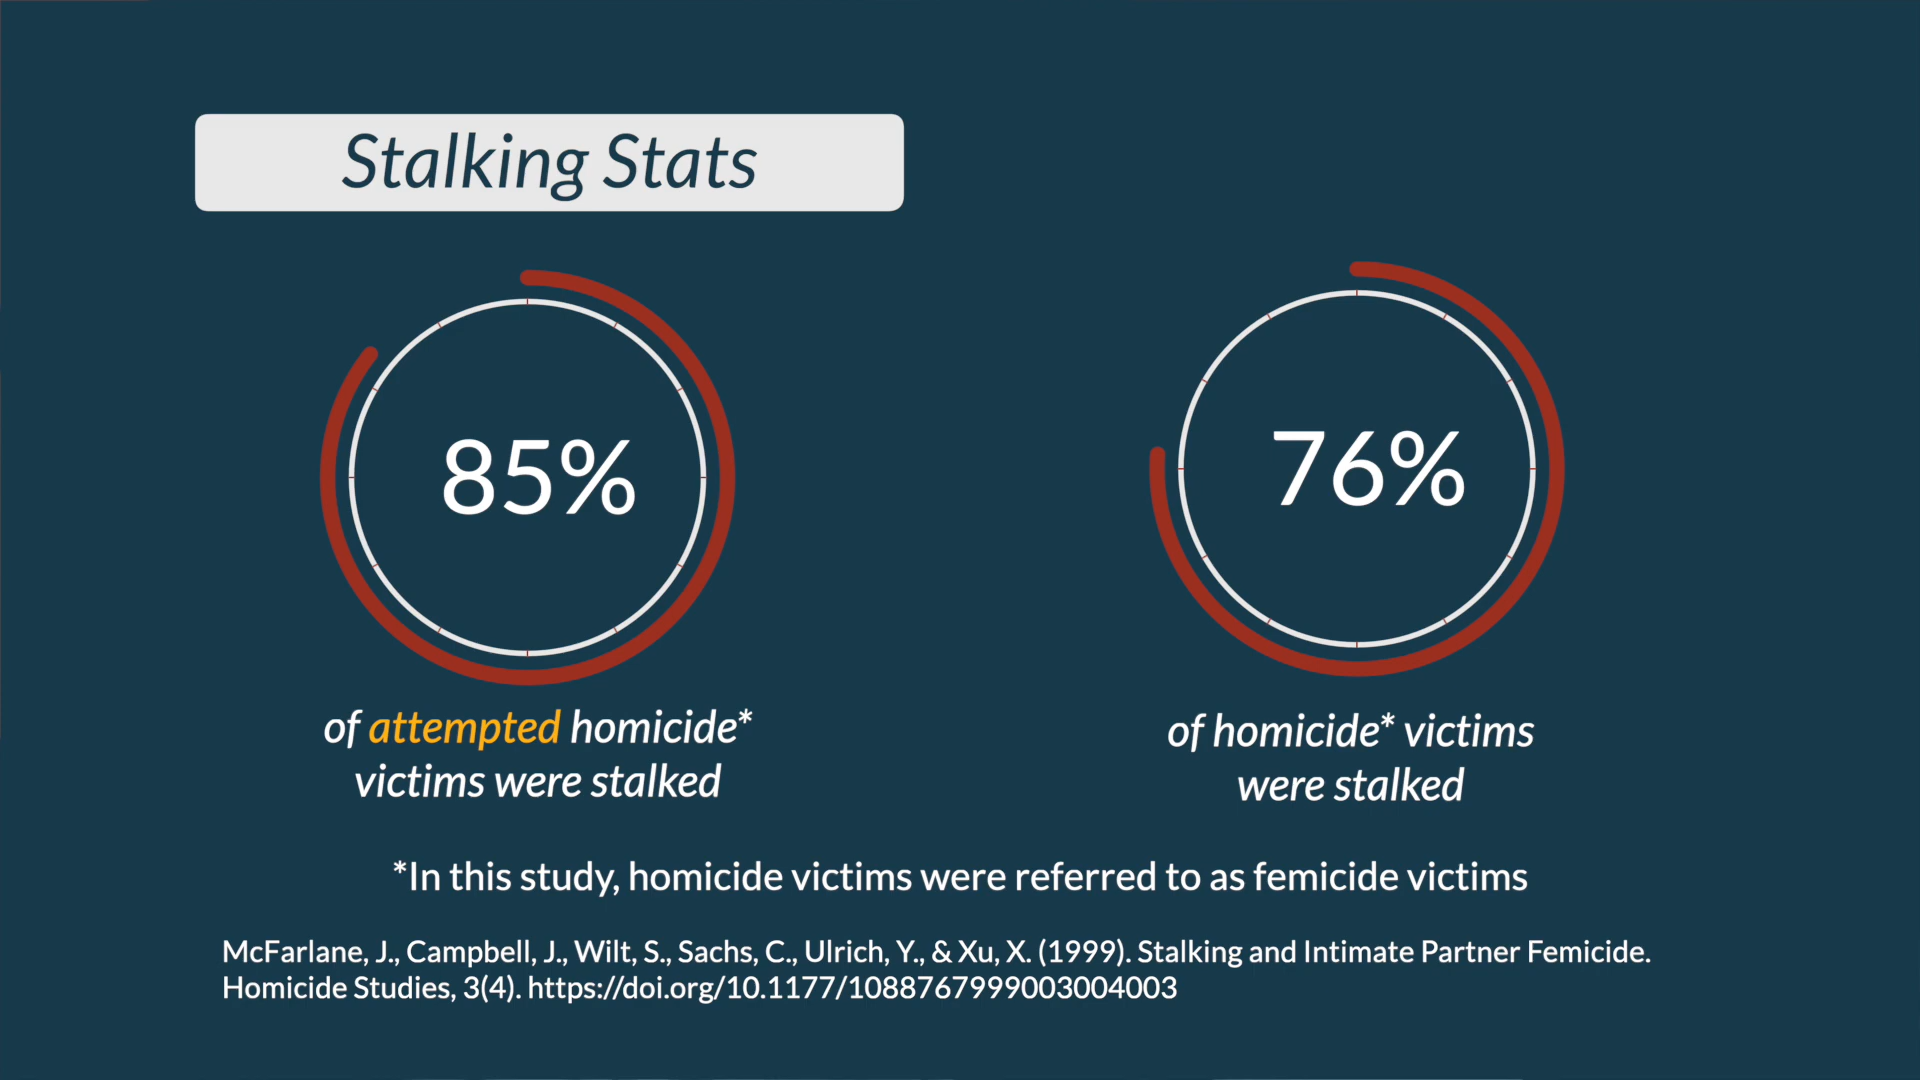 Stalking Stats
85%
of attempted homicide*
victims were stalked
76%
of homicide* victims
were stalked
*In this study, homicide victims were referred to as femicide victims
McFarlane, J., Campbell, J., Wilt, S., Sachs, C., Ulrich, Y., & Xu, X. (1999). Stalking and Intimate Partner Femicide.
Homicide Studies, 3(4). https://doi.org/10.1177/1088767999003004003